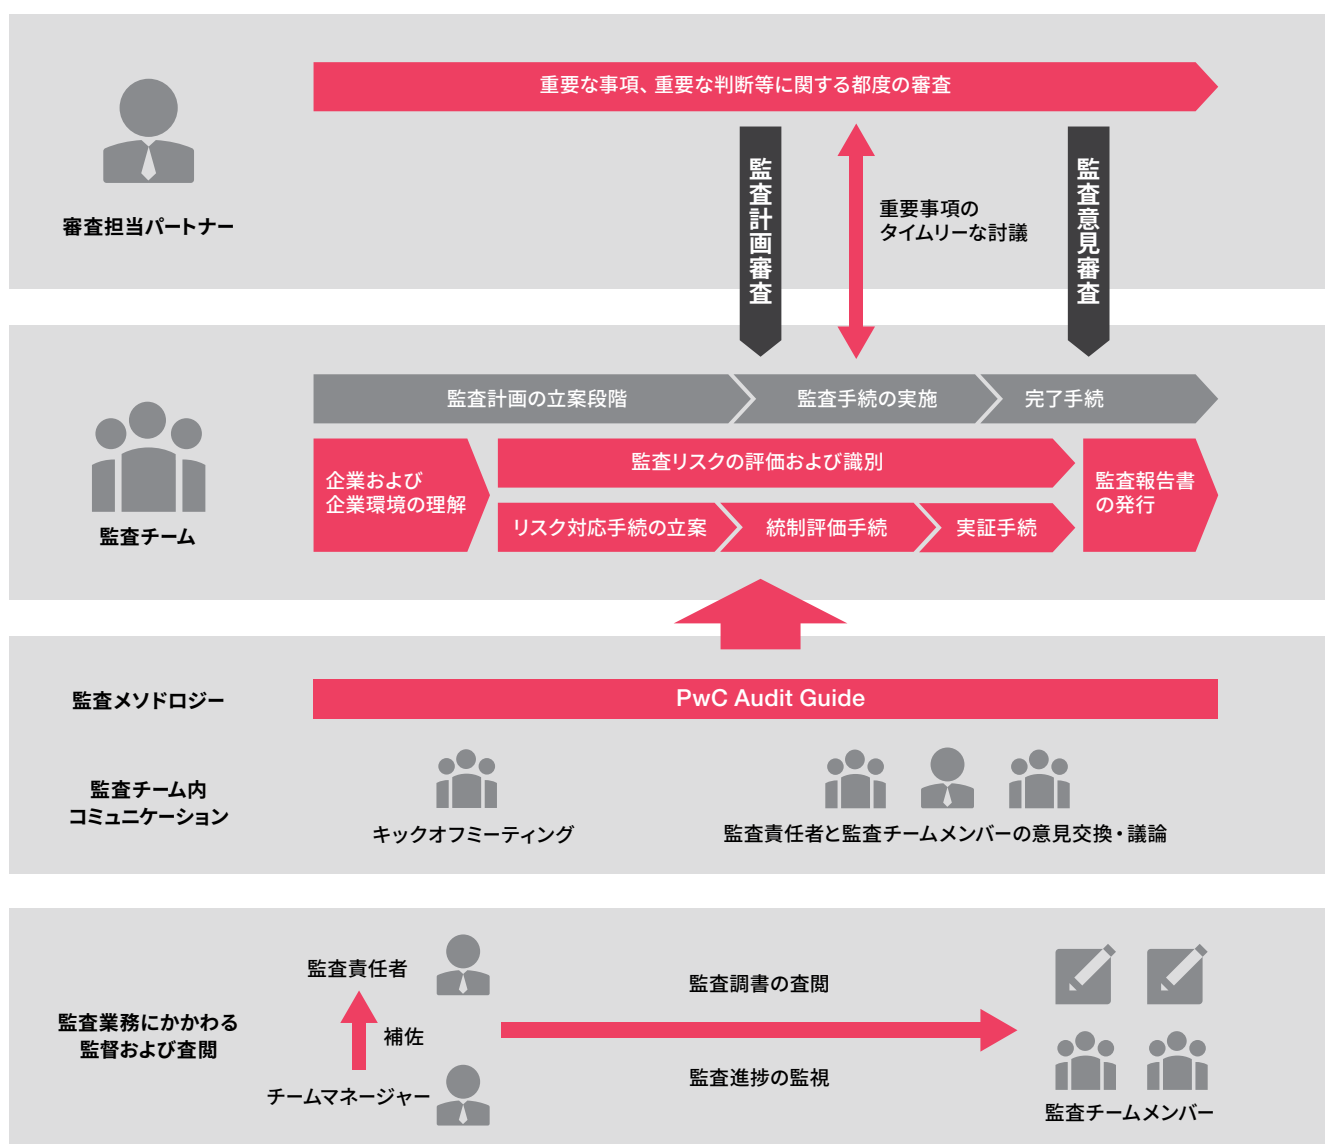 重要な事項、重要な判断等に関する都度の審査
審査担当パートナー
監査計画審査
重要事項の
タイムリーな討議
監査意見審査
監査計画の立案段階
監査手続の実施
完了手続
監査チーム
企業および
企業環境の理解
監査リスクの評価および識別
リスク対応手続の立案
統制評価手続
実証手続
監査報告書
の発行
監査メソドロジー
PwC Audit Guide
監査チーム内
コミュニケーション
キックオフミーティング
監査責任者と監査チームメンバーの意見交換・議論
監査業務にかかわる
監督および査閲
監査責任者
補佐
チームマネージャー
監査調書の査閲
監査進捗の監視
監査チームメンバー